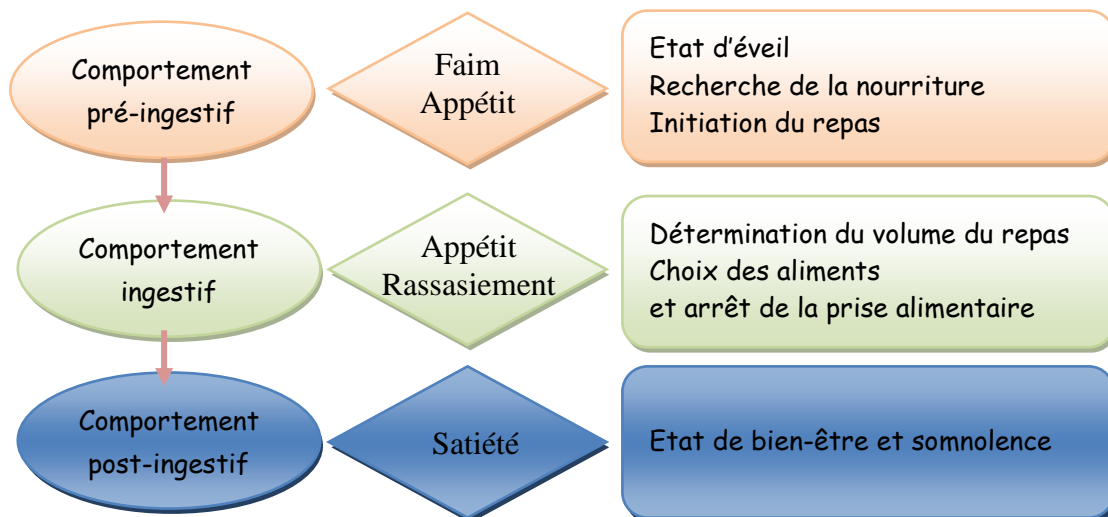 Comportement
pré-ingestif
Faim
Appétit
Etat d'éveil
Recherche de la nourriture
Initiation du repas
Comportement
ingestif
Appétit
Rassasiement
Détermination du volume du repas
Choix des aliments
et arrêt de la prise alimentaire
Comportement
post-ingestif
Satiété
Etat de bien-être et somnolence